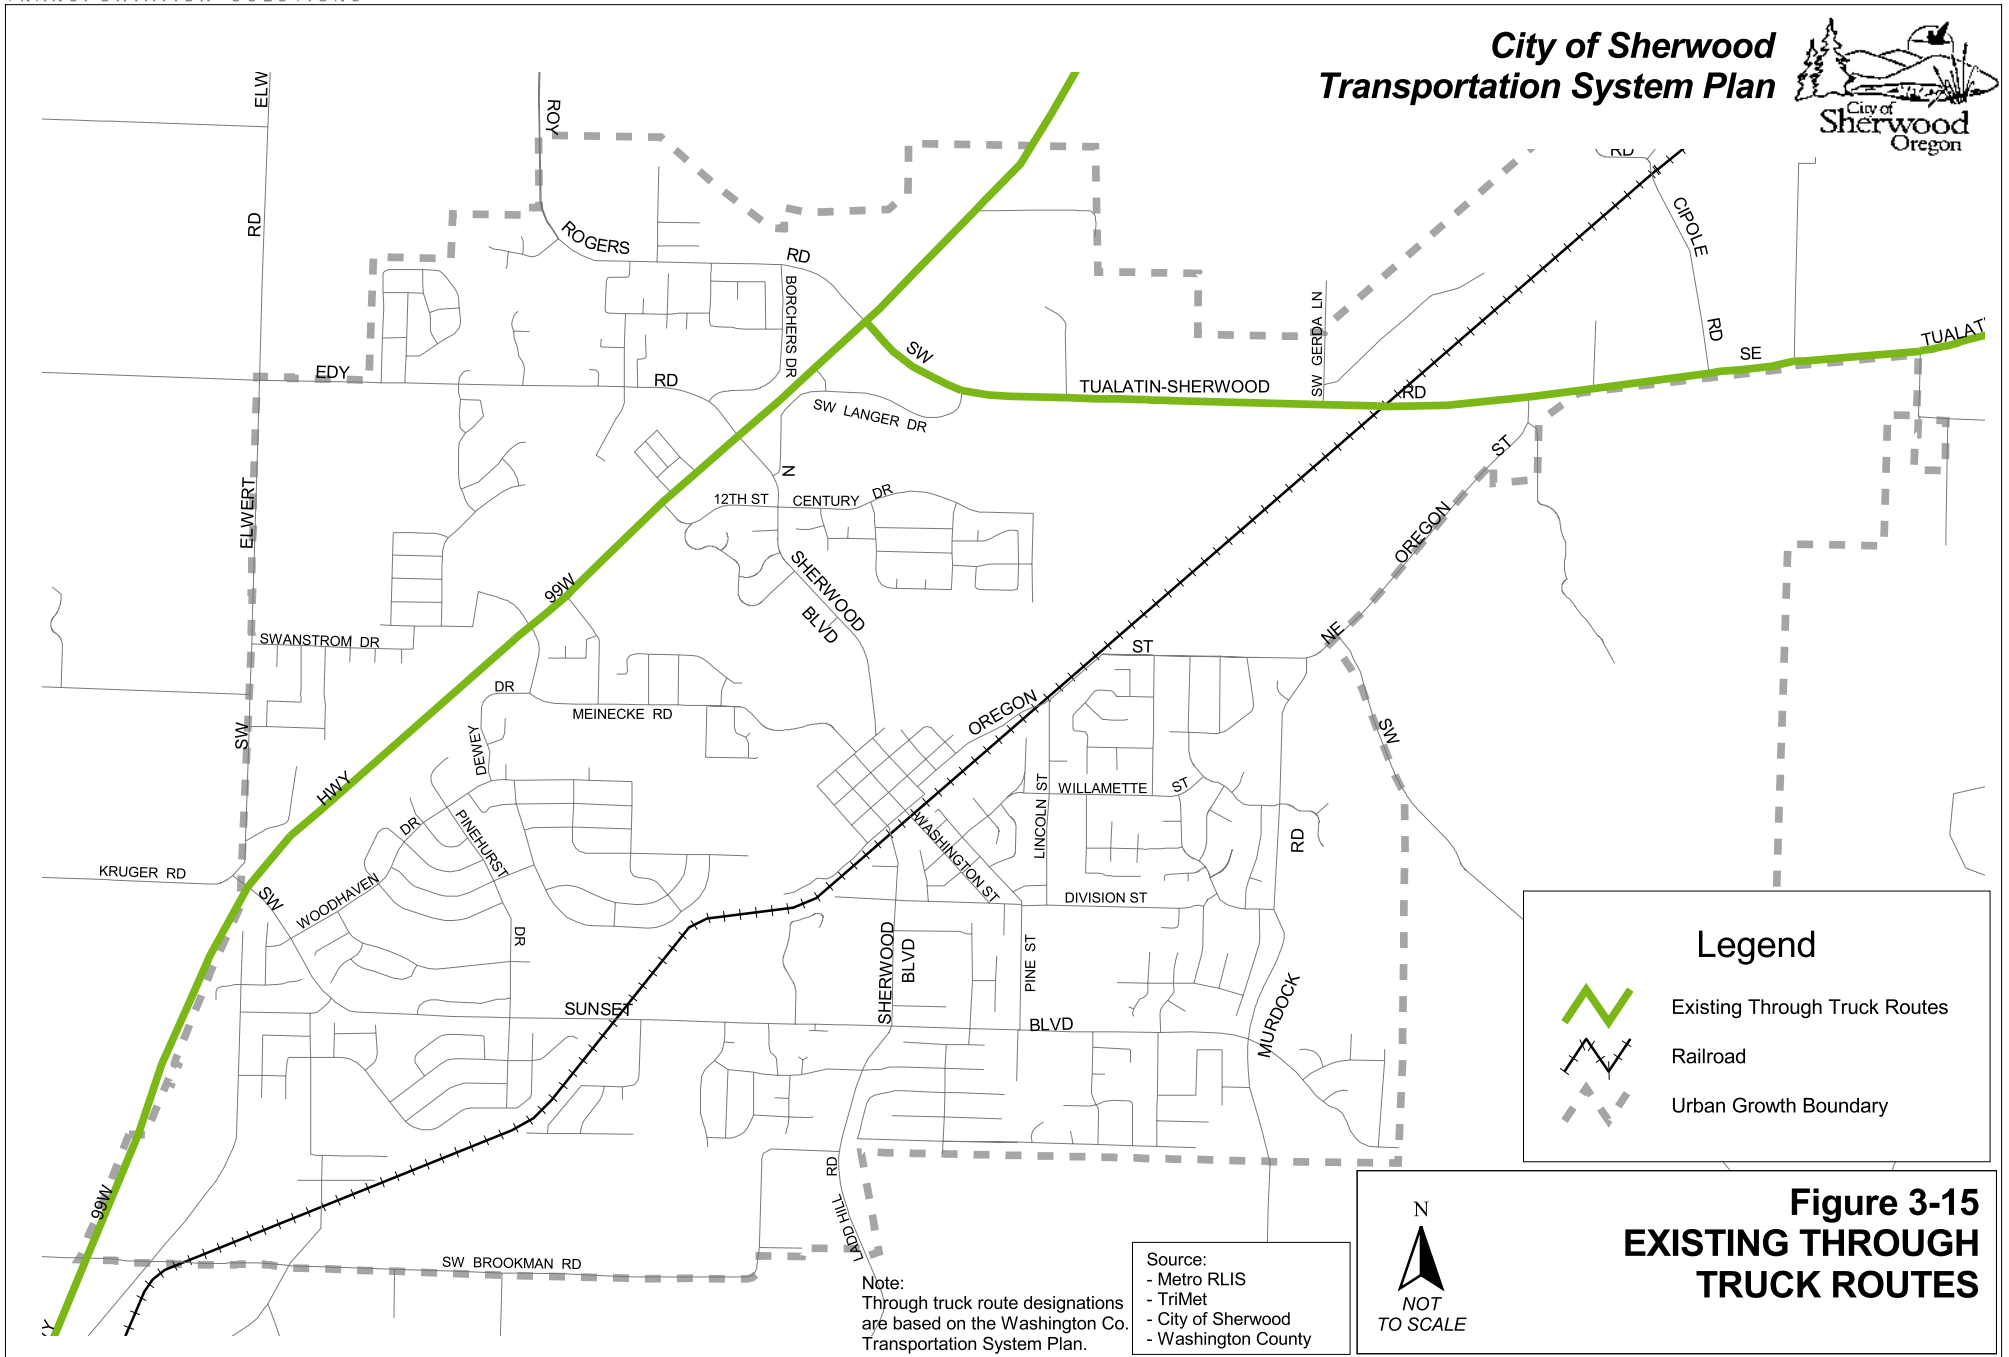 TRANSPORTATION SOLUTIONS
City of Sherwood
Transportation System Plan
City of
Sherwood
Oregon
ELW
RD
ROY
ROGERS
RD
BORCHERS DR
RD
CIPOLE
RD
SW GERDA LN
EDY
RD
SW
TUALATIN-SHERWOOD
RD
SE
TUALAT
SW LANGER DR
N
12TH ST
CENTURY
DR
ST
OREGON
NE
SW
ELWERT
SW
SHERWOOD
BLVD
99W
SWANSTROM DR
DR
MEINECKE RD
DEWEY
HWY
ST
OREGON
LINCOLN ST
WILLAMETTE
ST
RD
WASHINGTON ST
DR
PINEHURST
DR
WOODHAVEN
KRUGER RD
SW
DIVISION ST
SHERWOOD
BLVD
PINE ST
MURDOCK
SUNSET
BLVD
99W
RD
LADD HILL
SW BROOKMAN RD
Y
Legend
Existing Through Truck Routes
Railroad
Urban Growth Boundary
Note:
Through truck route designations
are based on the Washington Co.
Transportation System Plan.
Source:
- Metro RLIS
- TriMet
- City of Sherwood
- Washington County
N
NOT
TO SCALE
Figure 3-15
EXISTING THROUGH
TRUCK ROUTES